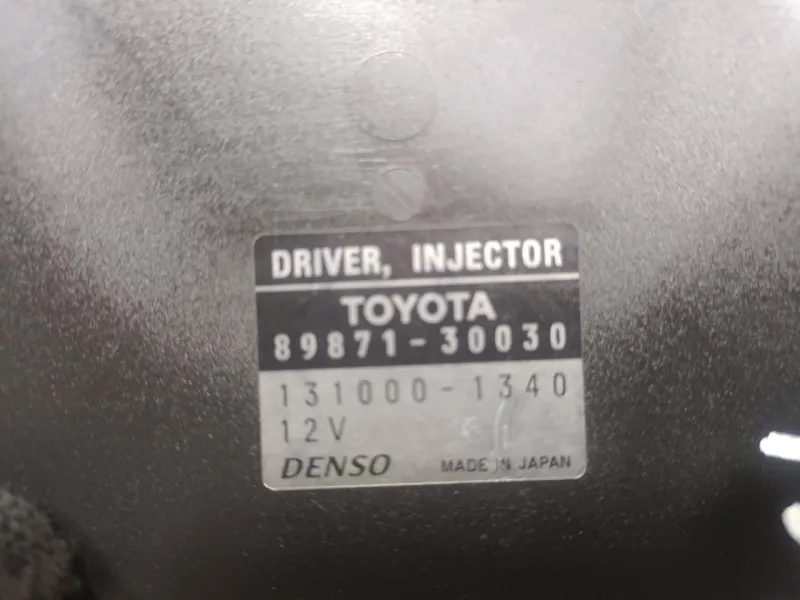 DRIVER, INJECTOR
TOYOTA
89871-30030
131000-1340
12V
DENSO MADE IN JAPAN